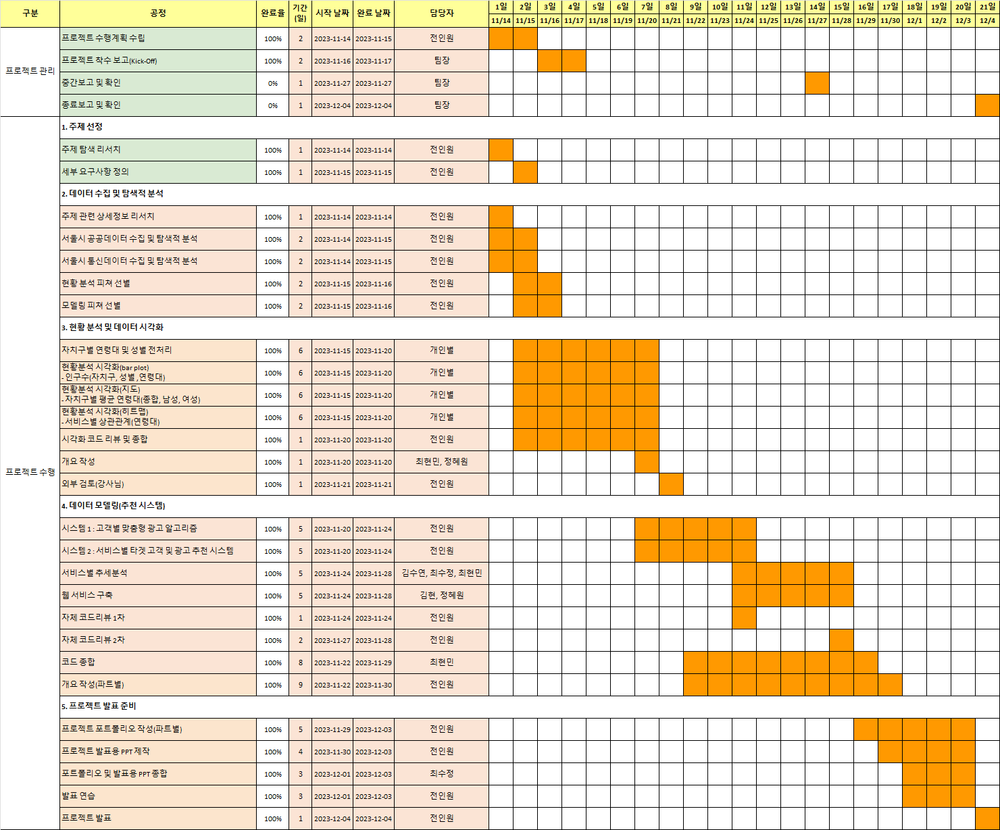 구분 공정 완료율 기간(일) 시작 날짜 완료 날짜 담당자 1일 2일 3일 4일 5일 6일 7일 8일 9일 10일 11일 12일 13일 14일 15일 16일 17일 18일 19일 20일 21일
11/14 11/15 11/16 11/17 11/18 11/19 11/20 11/21 11/22 11/23 11/24 11/25 11/26 11/27 11/28 11/29 11/30 12/1 12/2 12/3 12/4
프로젝트 관리
프로젝트 수행계획 수립 100% 2 2023-11-14 2023-11-15 전인원
프로젝트 착수 보고(Kick-Off) 100% 2 2023-11-16 2023-11-17 팀장
중간보고 및 확인 0% 1 2023-11-27 2023-11-27 팀장
종료보고 및 확인 0% 1 2023-12-04 2023-12-04 팀장
프로젝트 수행
1. 주제 선정
주제 탐색 리서치 100% 1 2023-11-14 2023-11-14 전인원
세부 요구사항 정의 100% 1 2023-11-15 2023-11-15 전인원
2. 데이터 수집 및 탐색적 분석
주제 관련 상세정보 리서치 100% 1 2023-11-14 2023-11-14 전인원
서울시 공공데이터 수집 및 탐색적 분석 100% 2 2023-11-14 2023-11-15 전인원
서울시 통신데이터 수집 및 탐색적 분석 100% 2 2023-11-14 2023-11-15 전인원
현황 분석 피쳐 선별 100% 2 2023-11-15 2023-11-16 전인원
모델링 피쳐 선별 100% 2 2023-11-15 2023-11-16 전인원
3. 현황 분석 및 데이터 시각화
자치구별 연령대 및 성별 전처리 100% 6 2023-11-15 2023-11-20 개인별
현황분석 시각화(bar plot)
- 인구수(자치구, 성별 ,연령대) 100% 6 2023-11-15 2023-11-20 개인별
현황분석 시각화(지도)
- 자치구별 평균 연령대(종합, 남성, 여성) 100% 6 2023-11-15 2023-11-20 개인별
현황분석 시각화(히트맵)
- 서비스별 상관관계(연령대) 100% 6 2023-11-15 2023-11-20 개인별
시각화 코드 리뷰 및 종합 100% 1 2023-11-20 2023-11-20 전인원
개요 작성 100% 1 2023-11-20 2023-11-20 최현민, 정혜원
외부 검토(강사님) 100% 1 2023-11-21 2023-11-21 전인원
4. 데이터 모델링(추천 시스템)
시스템 1 : 고객별 맞춤형 광고 알고리즘 100% 5 2023-11-20 2023-11-24 전인원
시스템 2 : 서비스별 타겟 고객 및 광고 추천 시스템 100% 5 2023-11-20 2023-11-24 전인원
서비스별 추세분석 100% 5 2023-11-24 2023-11-28 김수연, 최수정, 최현민
웹 서비스 구축 100% 5 2023-11-24 2023-11-28 김현, 정혜원
자체 코드리뷰 1차 100% 1 2023-11-24 2023-11-24 전인원
자체 코드리뷰 2차 100% 2 2023-11-27 2023-11-28 전인원
코드 종합 100% 8 2023-11-22 2023-11-29 최현민
개요 작성(파트별) 100% 9 2023-11-22 2023-11-30 전인원
5. 프로젝트 발표 준비
프로젝트 포트폴리오 작성(파트별) 100% 5 2023-11-29 2023-12-03 전인원
프로젝트 발표용 PPT 제작 100% 4 2023-11-30 2023-12-03 전인원
포트폴리오 및 발표용 PPT 종합 100% 3 2023-12-01 2023-12-03 최수정
발표 연습 100% 3 2023-12-01 2023-12-03 전인원
프로젝트 발표 100% 1 2023-12-04 2023-12-04 전인원